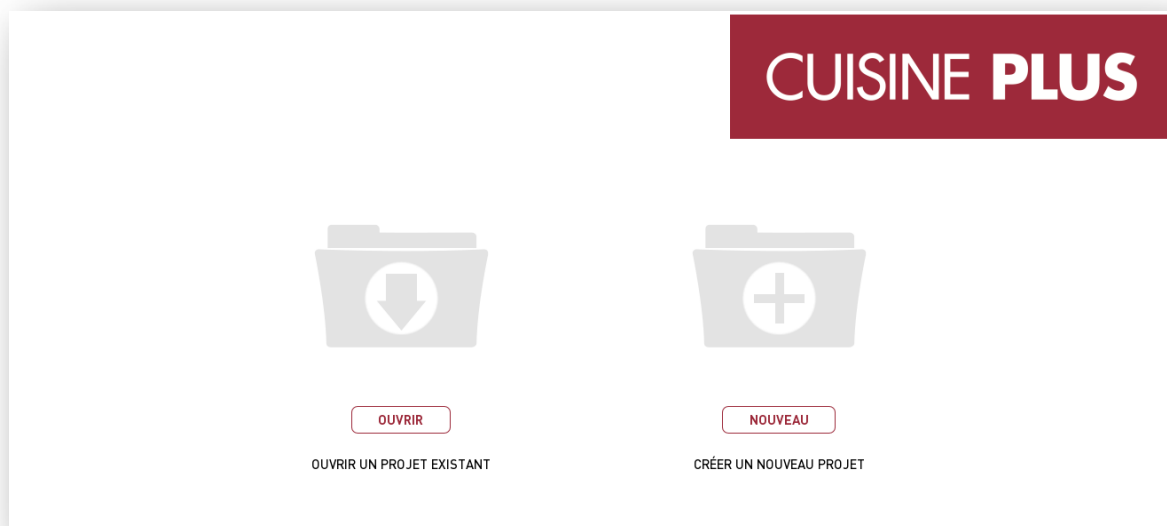 CUISINE PLUS
OUVRIR
NOUVEAU
OUVRIR UN PROJET EXISTANT
CRÉER UN NOUVEAU PROJET